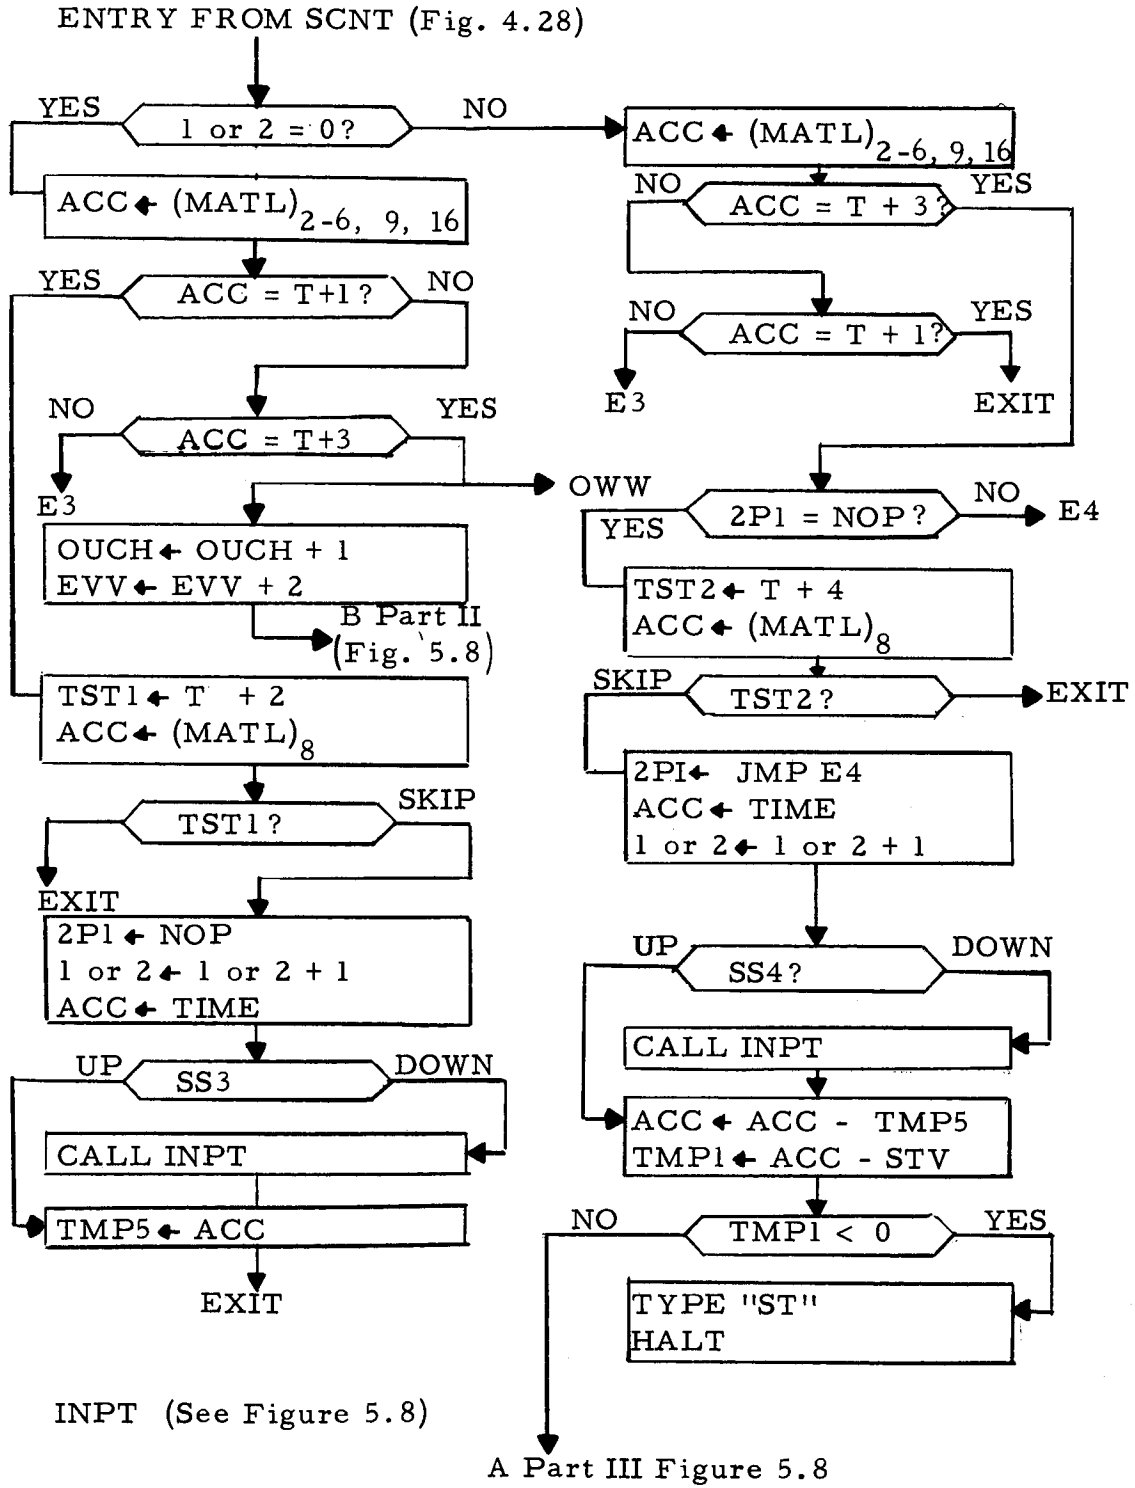 ENTRY FROM SCNT (Fig. 4.28)
YES
1 or 2 = 0?
NO
ACC ← (MATL)2-6, 9, 16
YES
ACC = T+1?
NO
NO
ACC = T+3
YES
E3
OWW
OUCH ← OUCH + 1
EVV ← EVV + 2
B Part II
(Fig. 5.8)
TST1 ← T + 2
ACC ← (MATL)8
TST1?
SKIP
EXIT
2P1 ← NOP
1 or 2 ← 1 or 2 + 1
ACC ← TIME
UP
SS3
DOWN
CALL INPT
TMP5 ← ACC
EXIT
INPT (See Figure 5.8)
ACC ← (MATL)2-6, 9, 16
NO
ACC = T + 3?
YES
NO
ACC = T + 1?
YES
E3
EXIT
2P1 = NOP?
NO
E4
YES
TST2 ← T + 4
ACC ← (MATL)8
SKIP
TST2?
EXIT
2PI ← JMP E4
ACC ← TIME
1 or 2 ← 1 or 2 + 1
UP
SS4?
DOWN
CALL INPT
ACC ← ACC - TMP5
TMP1 ← ACC - STV
NO
TMP1 < 0
YES
TYPE "ST"
HALT
A Part III Figure 5.8